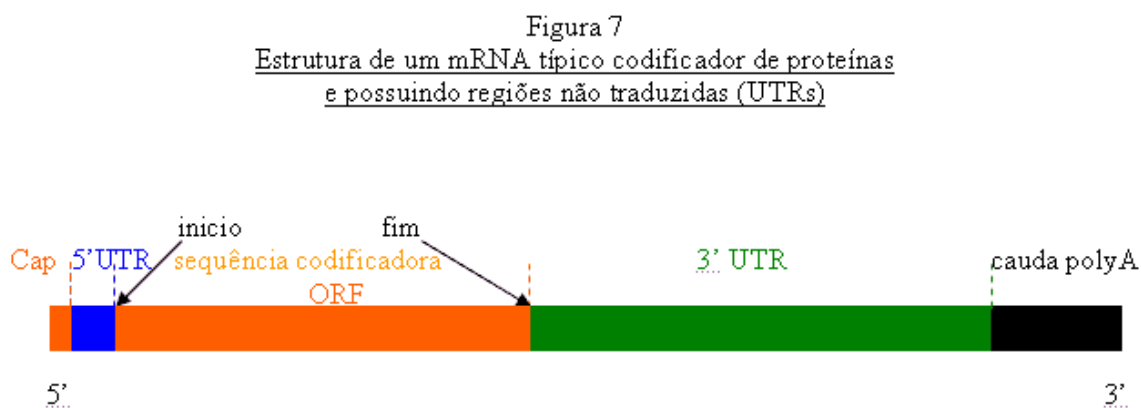 Figura 7
Estrutura de um mRNA típico codificador de proteínas
e possuindo regiões não traduzidas (UTRs)
inicio fim
Cap 5’UTR sequência codificadora 3’ UTR cauda polyA
ORF
5’ 3’